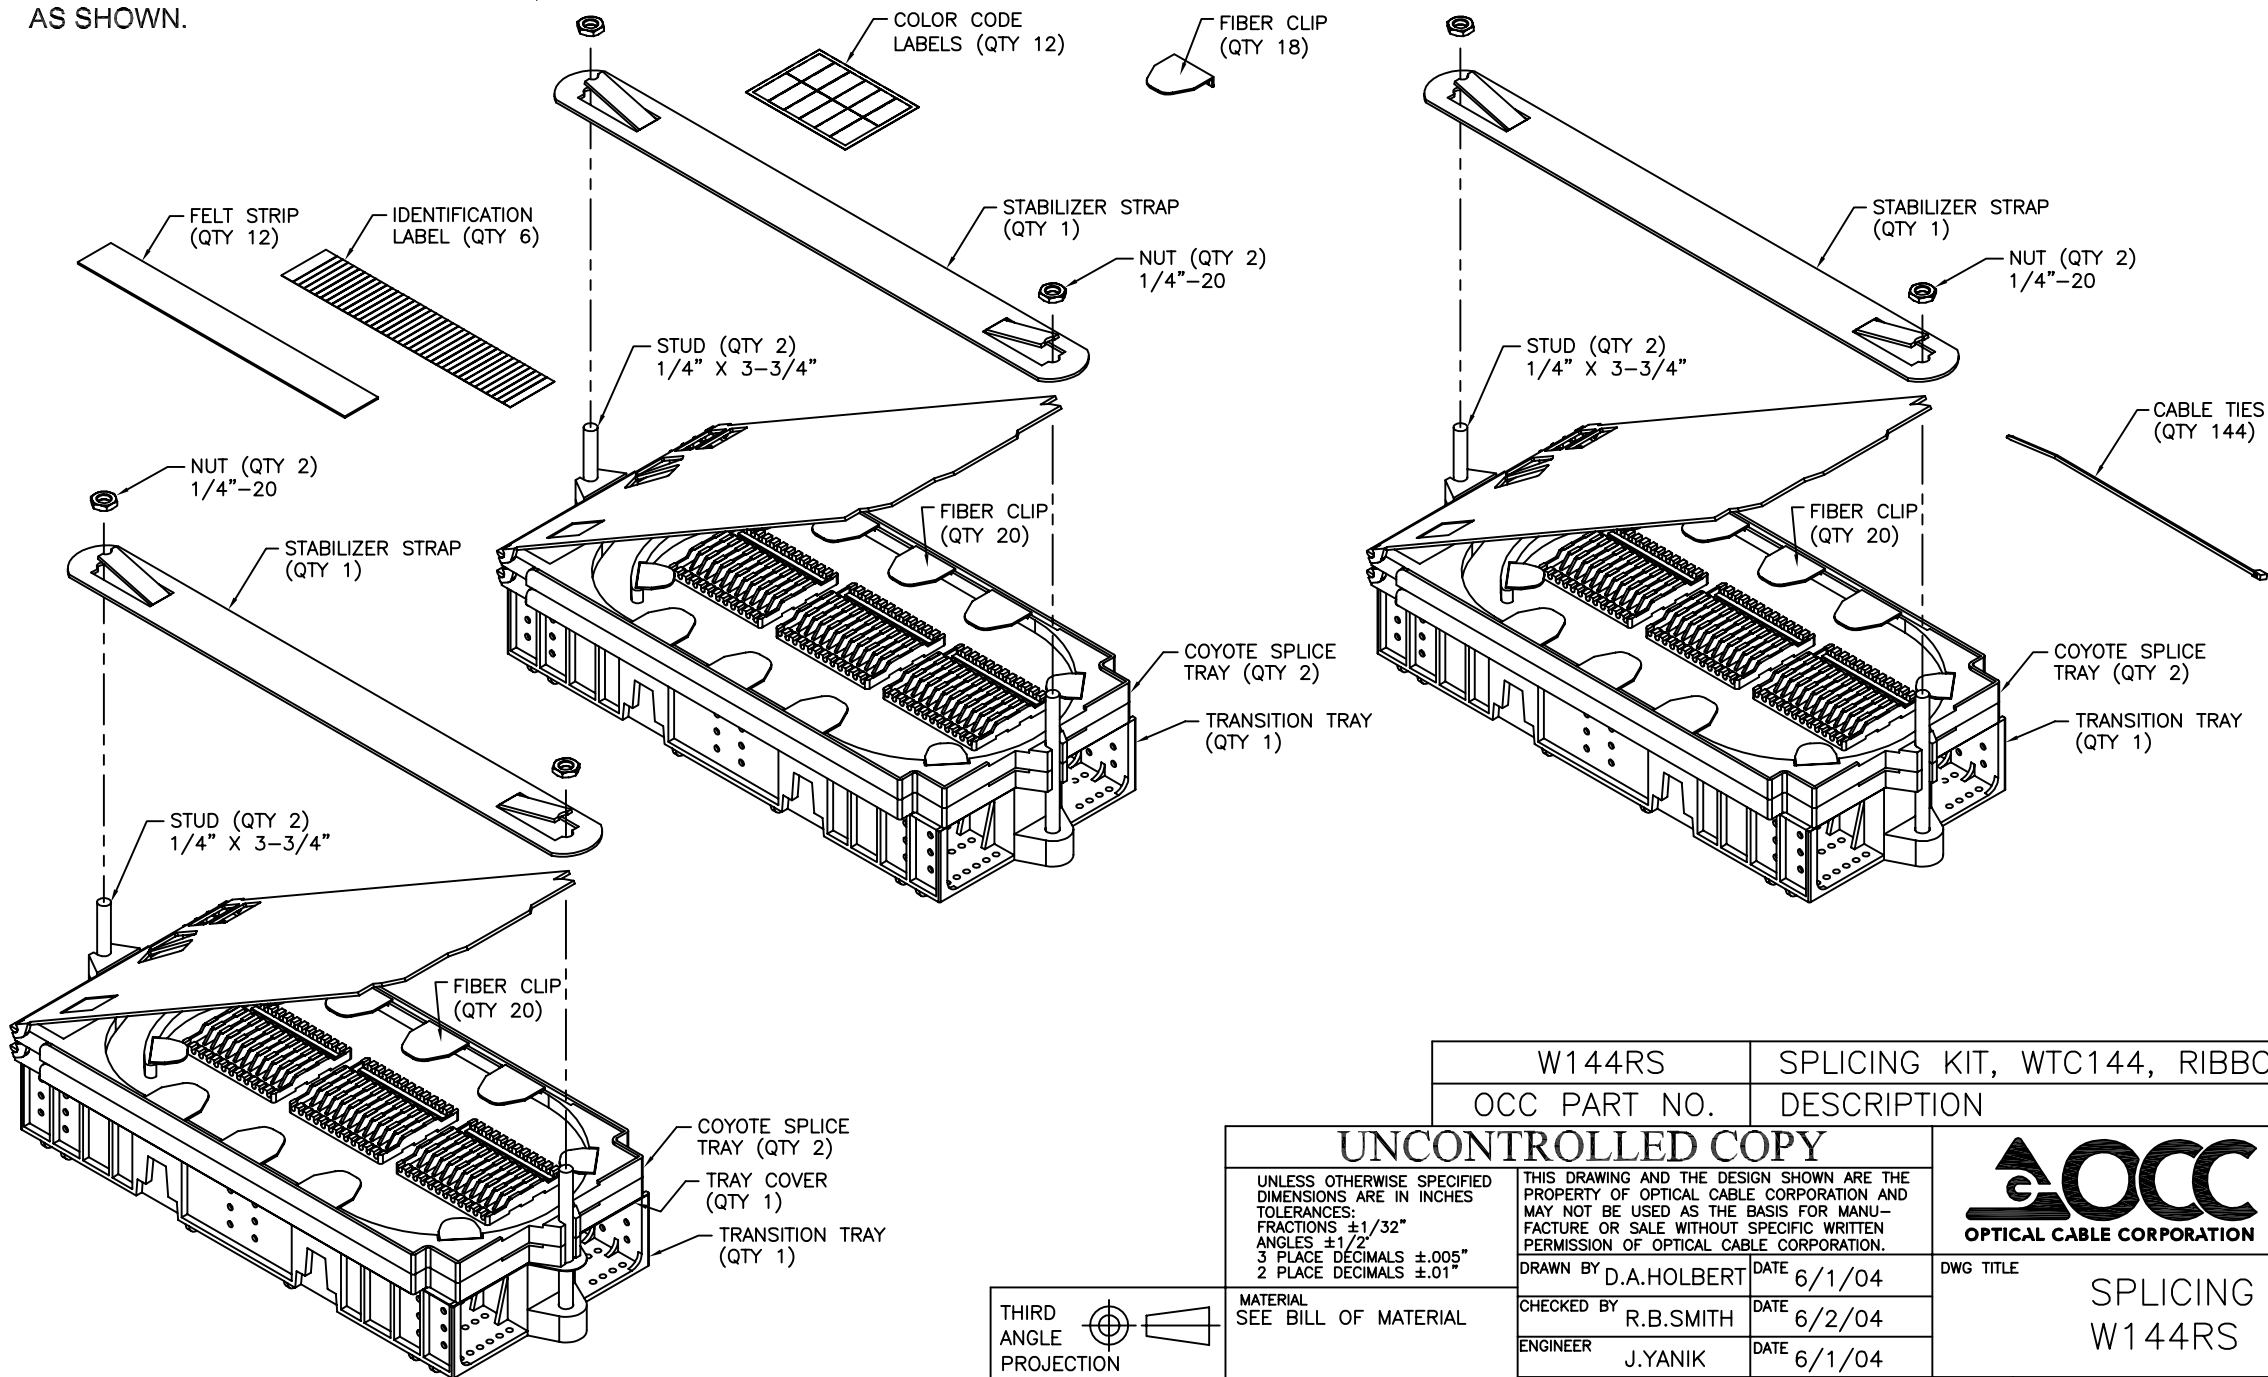 AS SHOWN.
COLOR CODE
LABELS (QTY 12)
FIBER CLIP
(QTY 18)
FELT STRIP
(QTY 12)
IDENTIFICATION
LABEL (QTY 6)
STABILIZER STRAP
(QTY 1)
NUT (QTY 2)
1/4"-20
STABILIZER STRAP
(QTY 1)
NUT (QTY 2)
1/4"-20
STUD (QTY 2)
1/4" X 3-3/4"
STUD (QTY 2)
1/4" X 3-3/4"
CABLE TIES
(QTY 144)
NUT (QTY 2)
1/4"-20
FIBER CLIP
(QTY 20)
FIBER CLIP
(QTY 20)
STABILIZER STRAP
(QTY 1)
COYOTE SPLICE
TRAY (QTY 2)
TRANSITION TRAY
(QTY 1)
COYOTE SPLICE
TRAY (QTY 2)
TRANSITION TRAY
(QTY 1)
STUD (QTY 2)
1/4" X 3-3/4"
FIBER CLIP
(QTY 20)
COYOTE SPLICE
TRAY (QTY 2)
TRAY COVER
(QTY 1)
TRANSITION TRAY
(QTY 1)
W144RS SPLICING KIT, WTC144, RIBBO
OCC PART NO. DESCRIPTION
UNCONTROLLED COPY
UNLESS OTHERWISE SPECIFIED
DIMENSIONS ARE IN INCHES
TOLERANCES:
FRACTIONS ±1/32"
ANGLES ±1/2°
3 PLACE DECIMALS ±.005"
2 PLACE DECIMALS ±.01"
THIS DRAWING AND THE DESIGN SHOWN ARE THE
PROPERTY OF OPTICAL CABLE CORPORATION AND
MAY NOT BE USED AS THE BASIS FOR MANU-
FACTURE OR SALE WITHOUT SPECIFIC WRITTEN
PERMISSION OF OPTICAL CABLE CORPORATION.
OCC
OPTICAL CABLE CORPORATION
DRAWN BY D.A.HOLBERT DATE 6/1/04
CHECKED BY R.B.SMITH DATE 6/2/04
ENGINEER J.YANIK DATE 6/1/04
DWG TITLE
SPLICING
W144RS
MATERIAL
SEE BILL OF MATERIAL
THIRD
ANGLE
PROJECTION